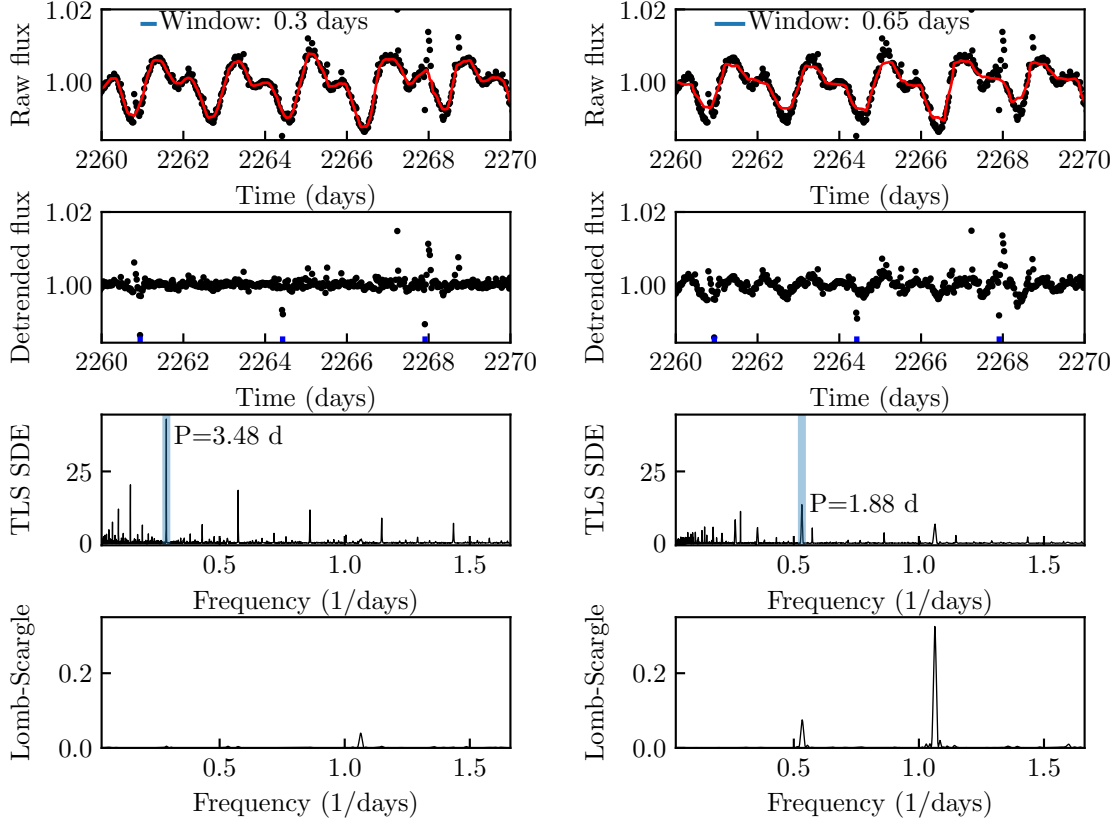 Window: 0.3 days
Raw flux
1.02
1.00
2260 2262 2264 2266 2268 2270
Time (days)
Detrended flux
1.02
1.00
2260 2262 2264 2266 2268 2270
Time (days)
TLS SDE
25
0
P=3.48 d
0.5 1.0 1.5
Frequency (1/days)
Lomb-Scargle
0.2
0.0
0.5 1.0 1.5
Frequency (1/days)
Window: 0.65 days
Raw flux
1.02
1.00
2260 2262 2264 2266 2268 2270
Time (days)
Detrended flux
1.02
1.00
2260 2262 2264 2266 2268 2270
Time (days)
TLS SDE
25
0
P=1.88 d
0.5 1.0 1.5
Frequency (1/days)
Lomb-Scargle
0.2
0.0
0.5 1.0 1.5
Frequency (1/days)